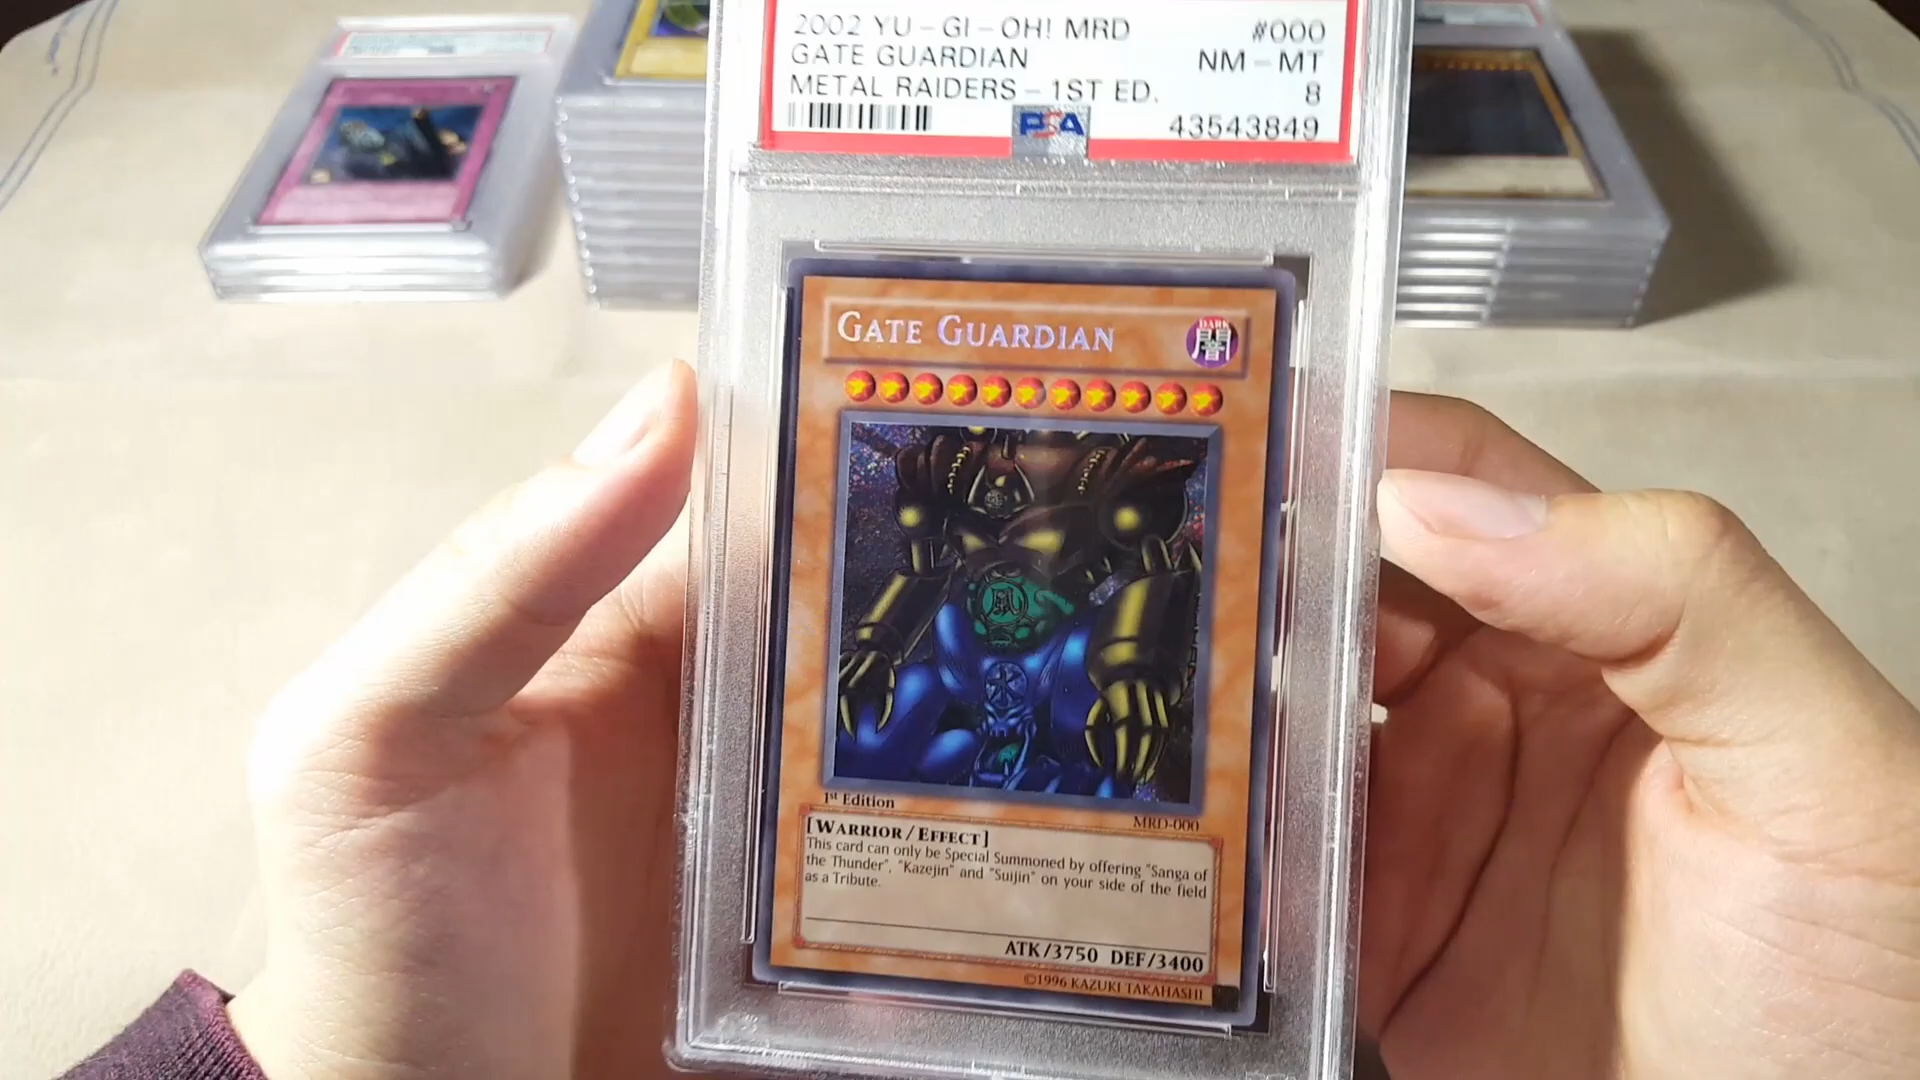 2002 YU-GI-OH! MRD #000
GATE GUARDIAN NM-MT
METAL RAIDERS-1ST ED. 8
PSA 43543849
GATE GUARDIAN
DARK
闇
風
水
1st Edition
MRD-000
[WARRIOR/EFFECT]
This card can only be Special Summoned by offering "Sanga of
the Thunder", "Kazejin" and "Suijin" on your side of the field
as a Tribute.
ATK/3750 DEF/3400
©1996 KAZUKI TAKAHASHI